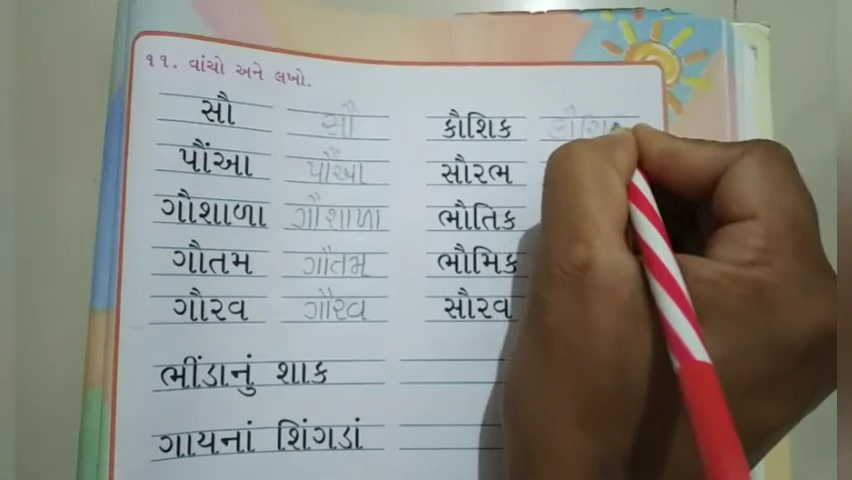 ૧૧. વાંચો અને લખો.
સૌ સૌ કૌશિક કૌશિ
પૌંઆ પૌંઆ સૌરભ
ગૌશાળા ગૌશાળા ભૌતિક
ગૌતમ ગૌતમ ભૌમિક
ગૌરવ ગૌરવ સૌરવ
ભીંડાનું શાક
ગાયનાં શિંગડાં